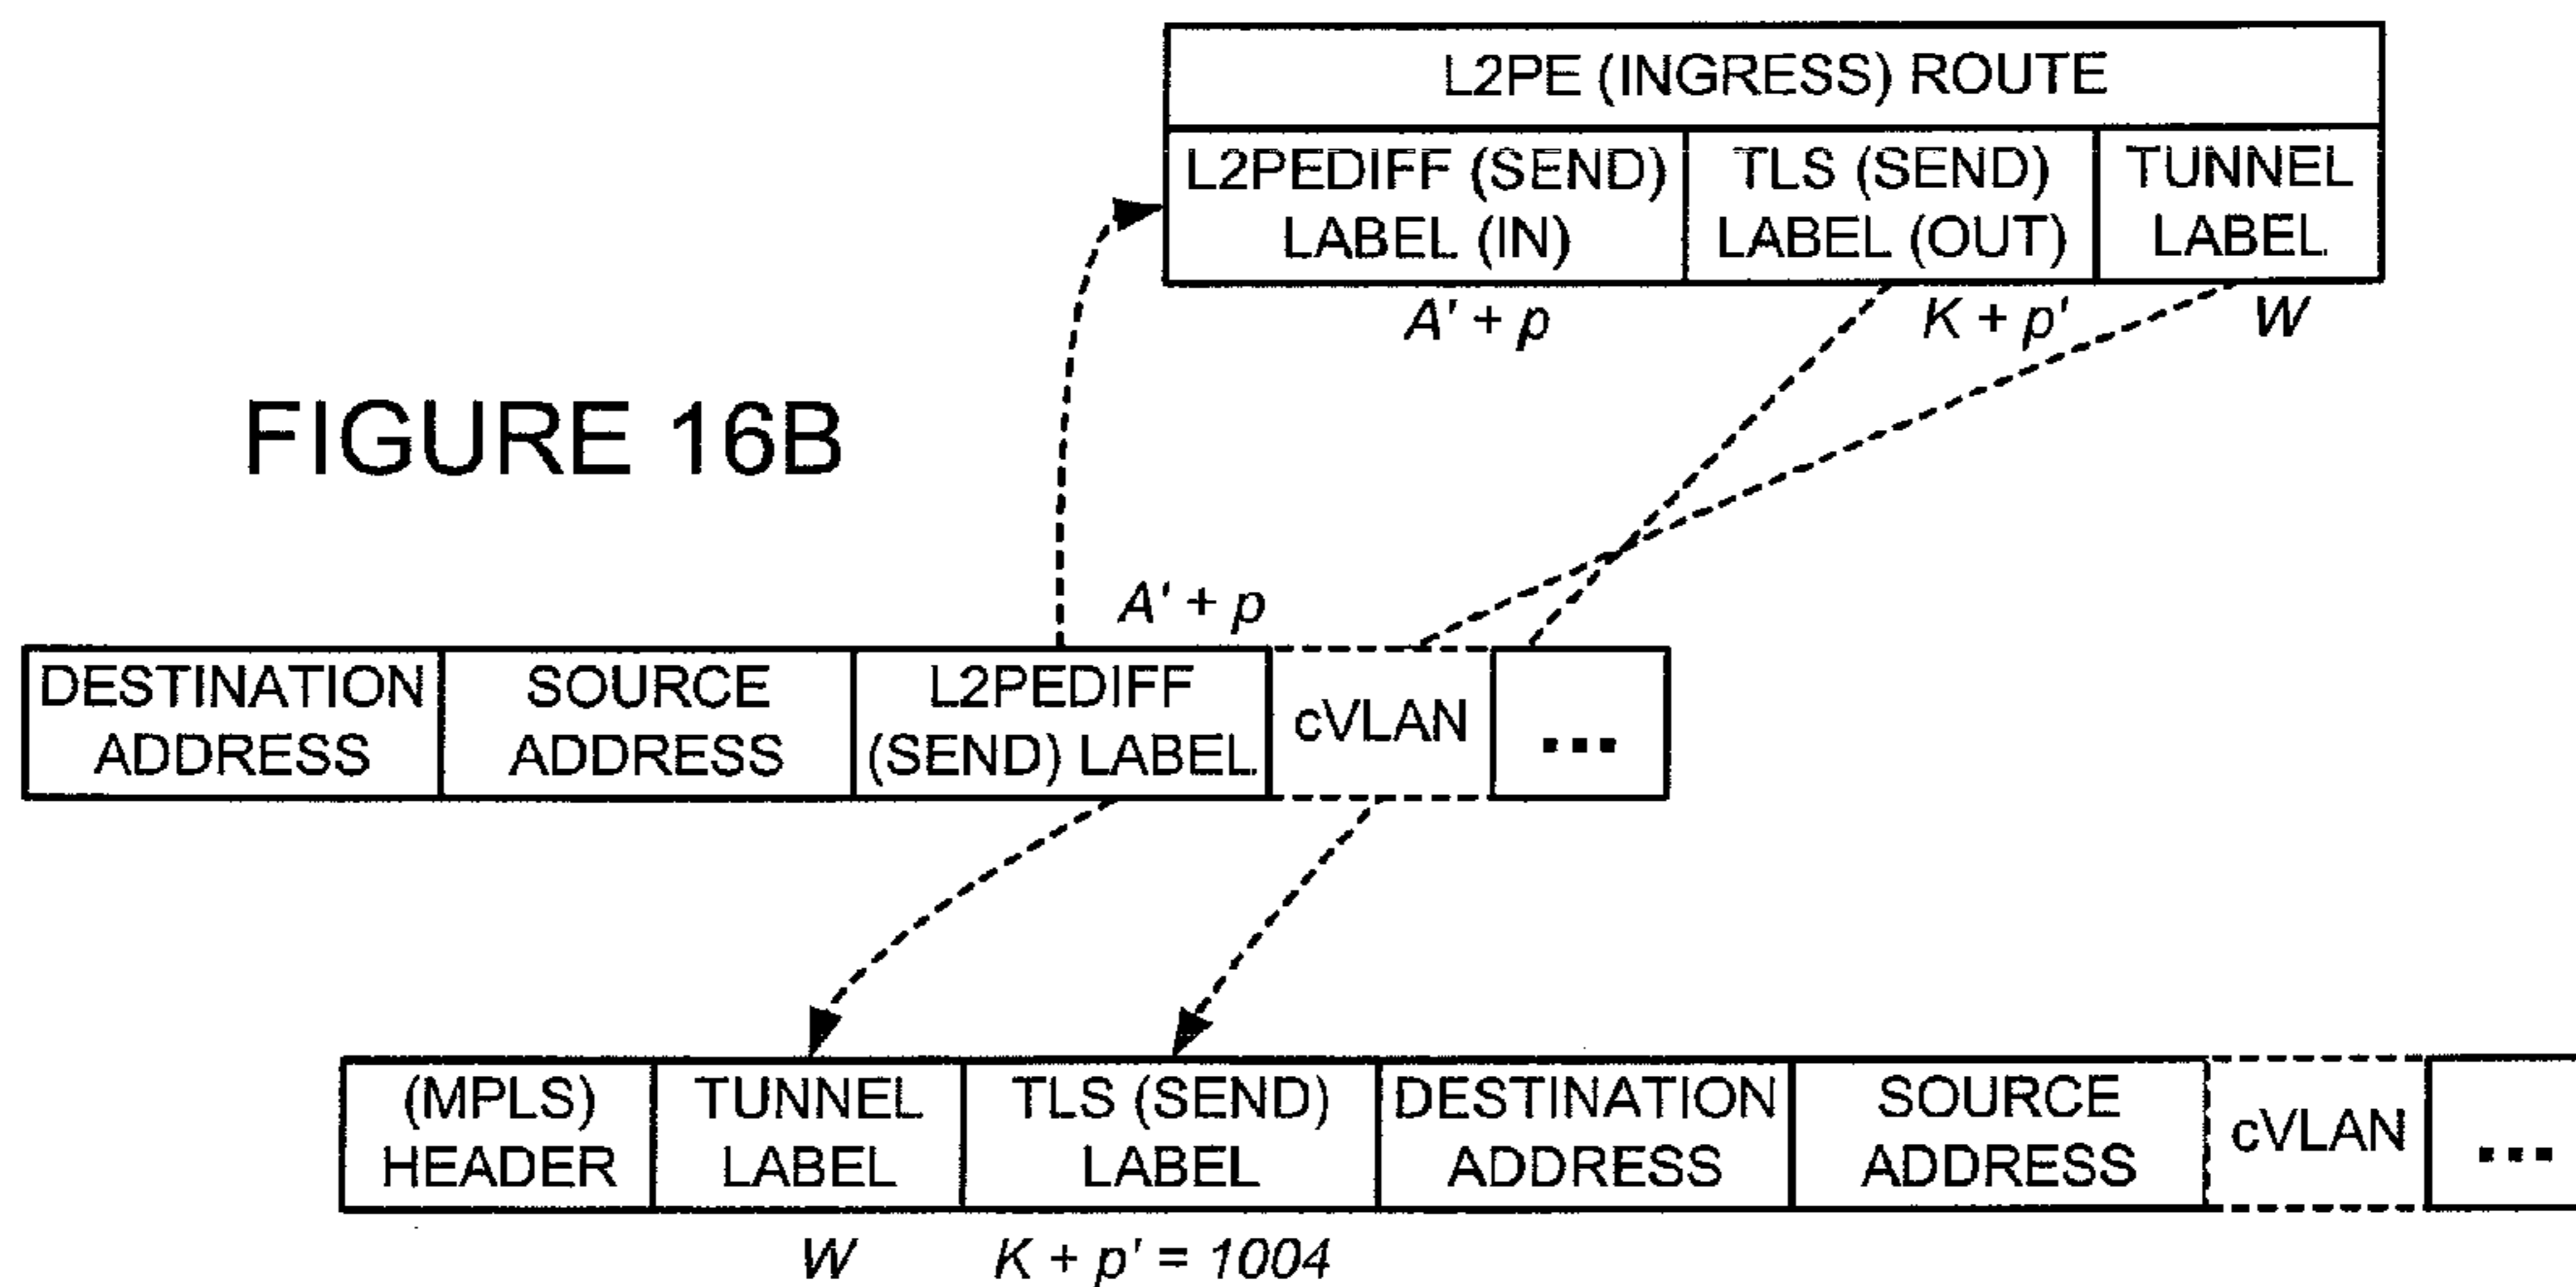 L2PE (INGRESS) ROUTE
L2PEDIFF (SEND)
LABEL (IN)
TLS (SEND)
LABEL (OUT)
TUNNEL
LABEL
A' + p
K + p'
W
FIGURE 16B
A' + p
DESTINATION
ADDRESS
SOURCE
ADDRESS
L2PEDIFF
(SEND) LABEL
cVLAN
...
(MPLS)
HEADER
TUNNEL
LABEL
TLS (SEND)
LABEL
DESTINATION
ADDRESS
SOURCE
ADDRESS
cVLAN
...
W
K + p' = 1004